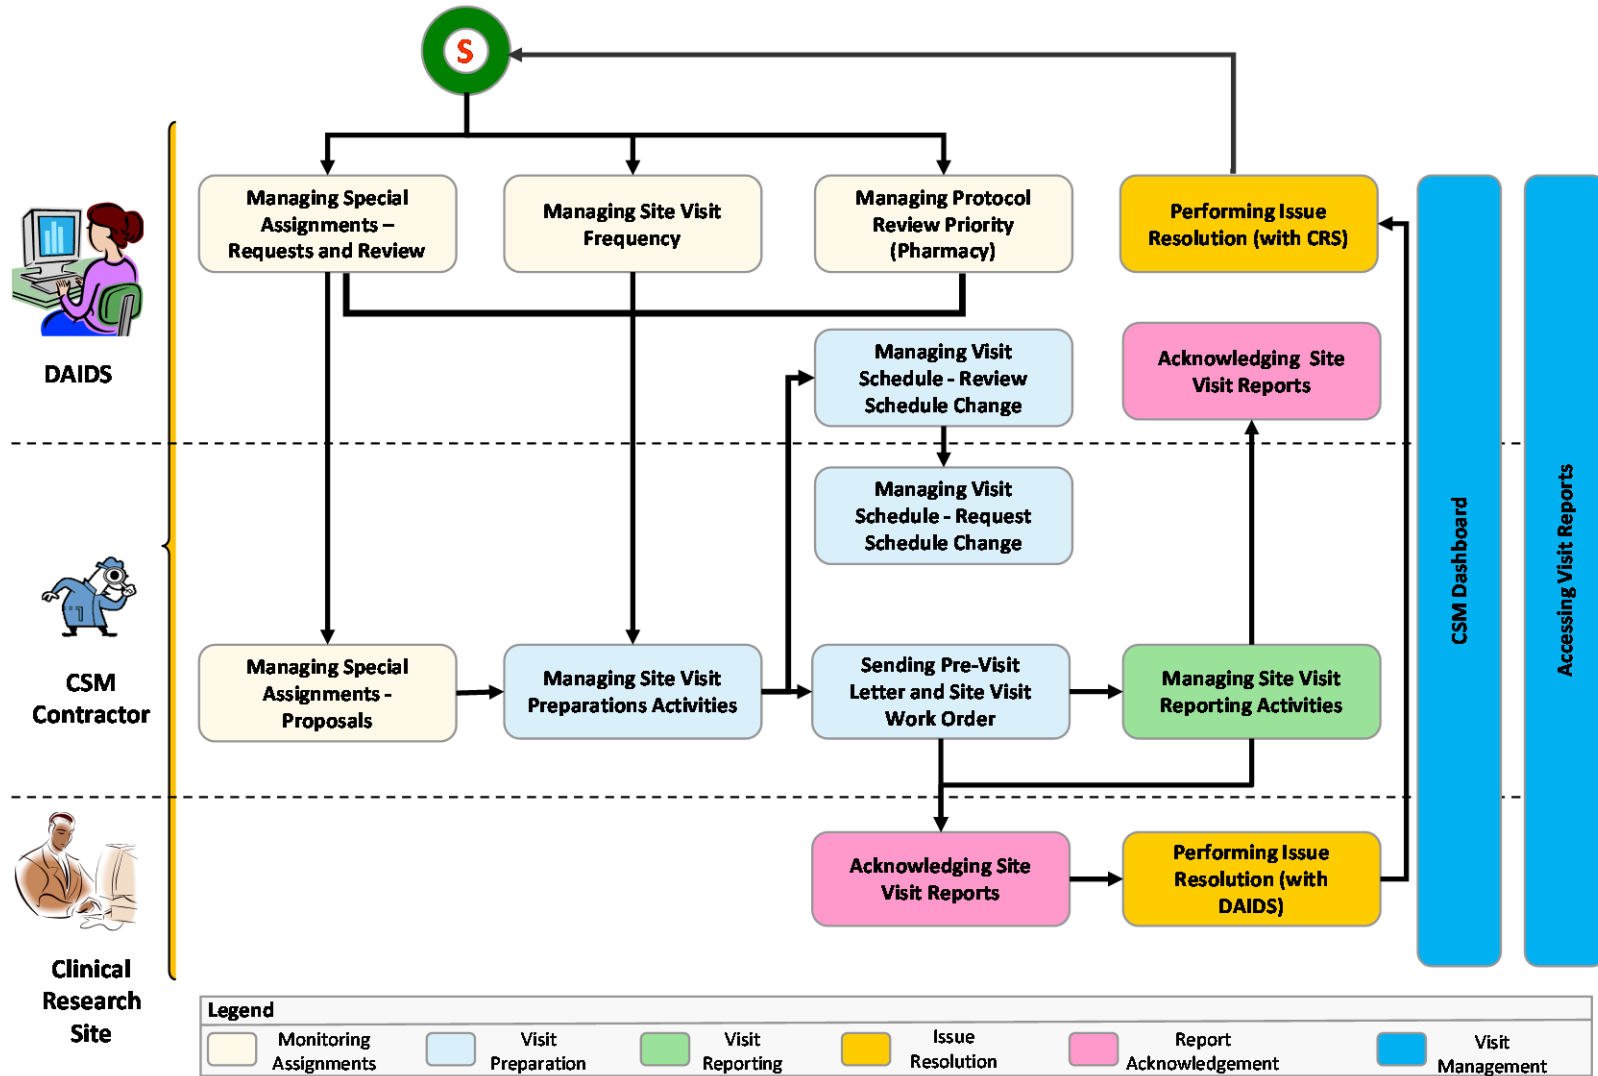 S
Managing Special
Assignments –
Requests and Review
Managing Site Visit
Frequency
Managing Protocol
Review Priority
(Pharmacy)
Performing Issue
Resolution (with CRS)
DAIDS
Managing Visit
Schedule - Review
Schedule Change
Acknowledging Site
Visit Reports
Managing Visit
Schedule - Request
Schedule Change
CSM
Contractor
Managing Special
Assignments -
Proposals
Managing Site Visit
Preparations Activities
Sending Pre-Visit
Letter and Site Visit
Work Order
Managing Site Visit
Reporting Activities
CSM Dashboard
Accessing Visit Reports
Clinical
Research
Site
Acknowledging Site
Visit Reports
Performing Issue
Resolution (with
DAIDS)
Legend
Monitoring
Assignments
Visit
Preparation
Visit
Reporting
Issue
Resolution
Report
Acknowledgement
Visit
Management